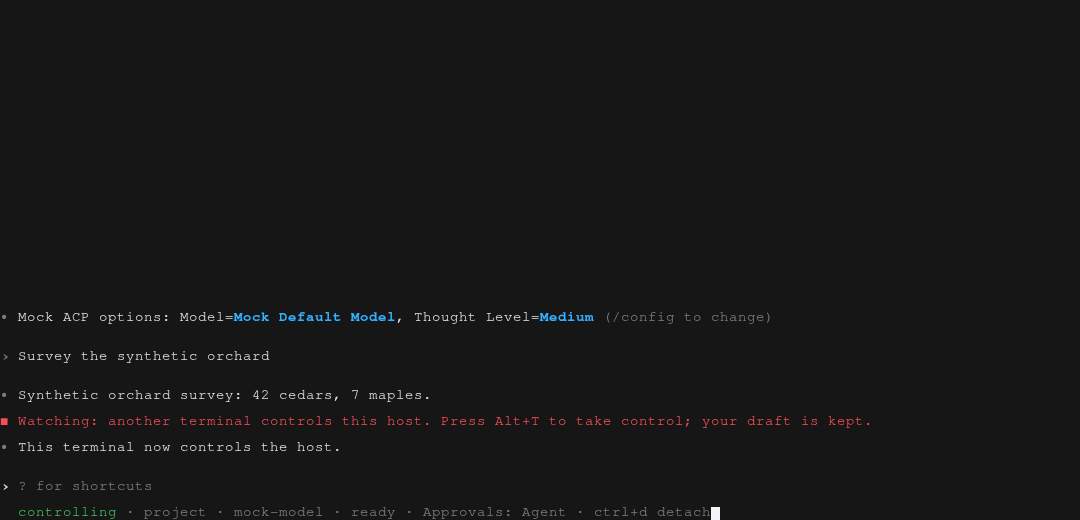 • Mock ACP options: Model=Mock Default Model, Thought Level=Medium (/config to change)
› Survey the synthetic orchard
• Synthetic orchard survey: 42 cedars, 7 maples.
■ Watching: another terminal controls this host. Press Alt+T to take control; your draft is kept.
• This terminal now controls the host.
› ? for shortcuts
controlling · project · mock-model · ready · Approvals: Agent · ctrl+d detach